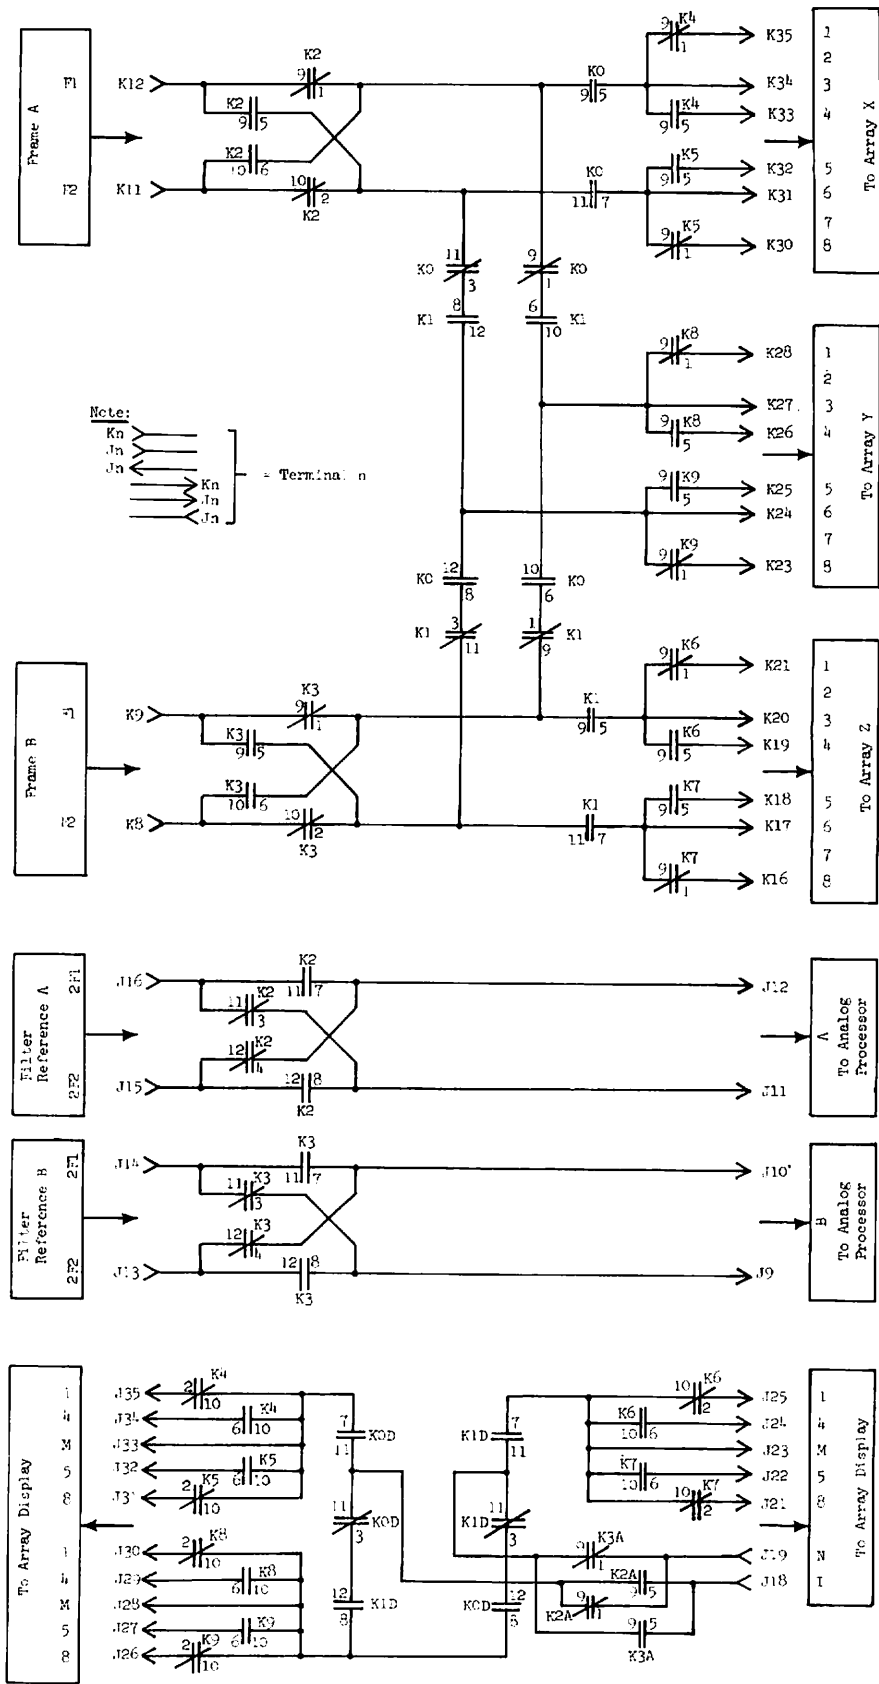 Frame A
F1
F2
K12
K11
K2
9 1
K2
9 5
K2
10 6
10 2
K2
K0
9 5
K0
11 7
K4
9 1
K4
9 5
K5
9 5
K5
9 1
K35
K34
K33
K32
K31
K30
1
2
3
4
5
6
7
8
To Array X
K0
11
3
9
1
K0
K1
8
12
6
10
K1
Note:
Kn
Jn
Jn
Kn
Jn
Jn
= Terminal n
K8
9 1
K8
9 5
K9
9 5
K9
9 1
K28
K27
K26
K25
K24
K23
1
2
3
4
5
6
7
8
To Array Y
K0
12
8
10
6
K0
K1
3
11
1
9
K1
Frame B
F1
F2
K9
K8
K3
9 1
K3
9 5
K3
10 6
10 2
K3
K1
9 5
K1
11 7
K6
9 1
K6
9 5
K7
9 5
K7
9 1
K21
K20
K19
K18
K17
K16
1
2
3
4
5
6
7
8
To Array Z
Filter
Reference A
2F1
2F2
J16
J15
K2
11 7
K2
11 3
K2
12 4
12 8
K2
J12
J11
A
To Analog
Processor
Filter
Reference B
2F1
2F2
J14
J13
K3
11 7
K3
11 3
K3
12 4
12 8
K3
J10
J9
B
To Analog
Processor
To Array Display
1
4
M
5
8
1
4
M
5
8
J35
J34
J33
J32
J31
J30
J29
J28
J27
J26
K4
2 10
K4
6 10
K5
6 10
K5
2 10
K8
2 10
K8
6 10
K9
6 10
K9
2 10
7
11
K0D
11
3
K0D
12
8
K1D
K1D
7
11
K1D
11
3
K0D
12
8
K6
10 2
K6
10 6
K7
10 6
K7
10 2
K3A
9 1
K2A
9 5
K2A
9 1
9 5
K3A
J25
J24
J23
J22
J21
J19
J18
1
4
M
5
8
N
I
To Array Display